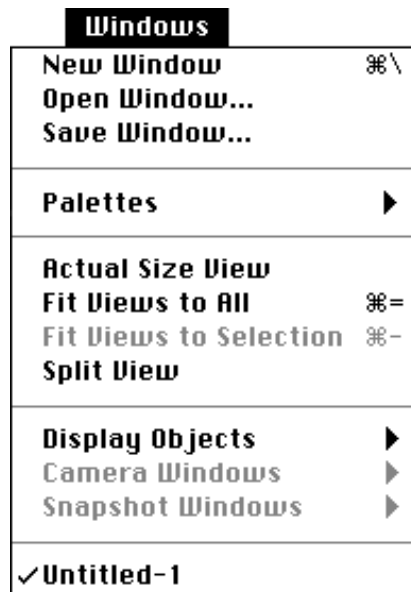 Windows
New Window ⌘\
Open Window...
Save Window...
Palettes ▶
Actual Size View
Fit Views to All ⌘=
Fit Views to Selection ⌘-
Split View
Display Objects ▶
Camera Windows ▶
Snapshot Windows ▶
✓Untitled-1